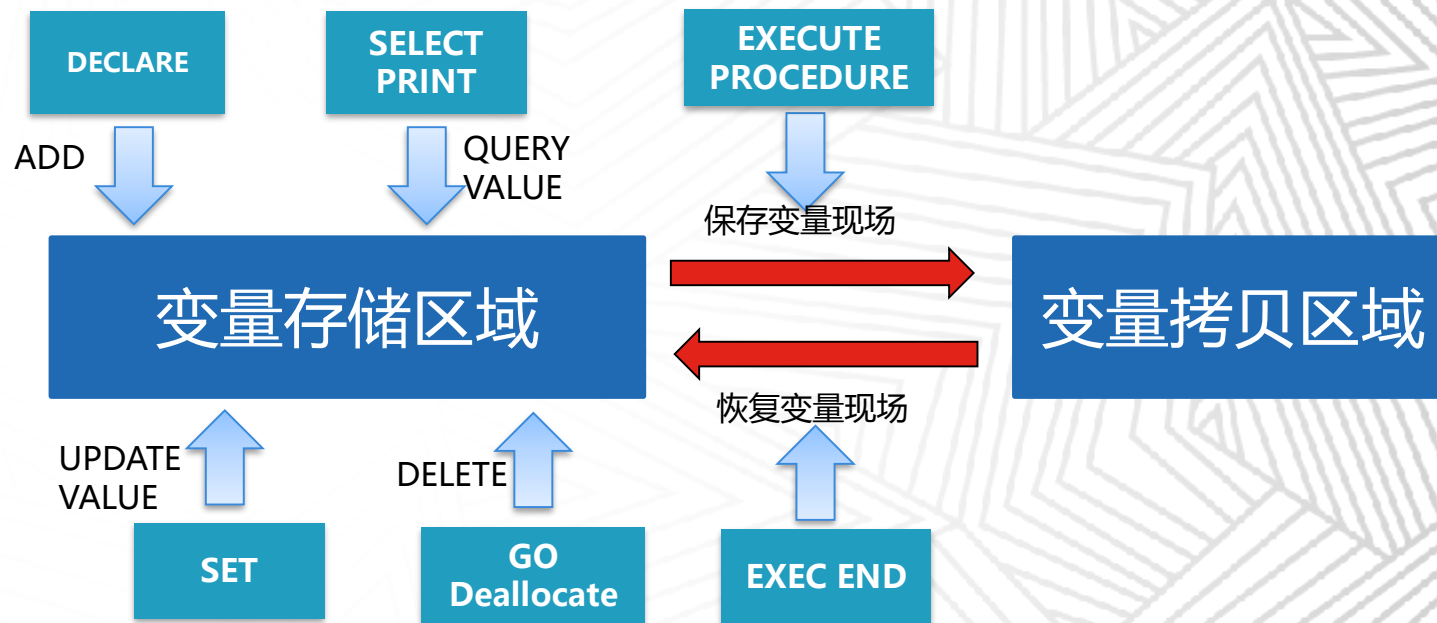 DECLARE
SELECT
PRINT
EXECUTE
PROCEDURE
ADD
QUERY
VALUE
保存变量现场
变量存储区域
变量拷贝区域
恢复变量现场
UPDATE
VALUE
DELETE
SET
GO
Deallocate
EXEC END